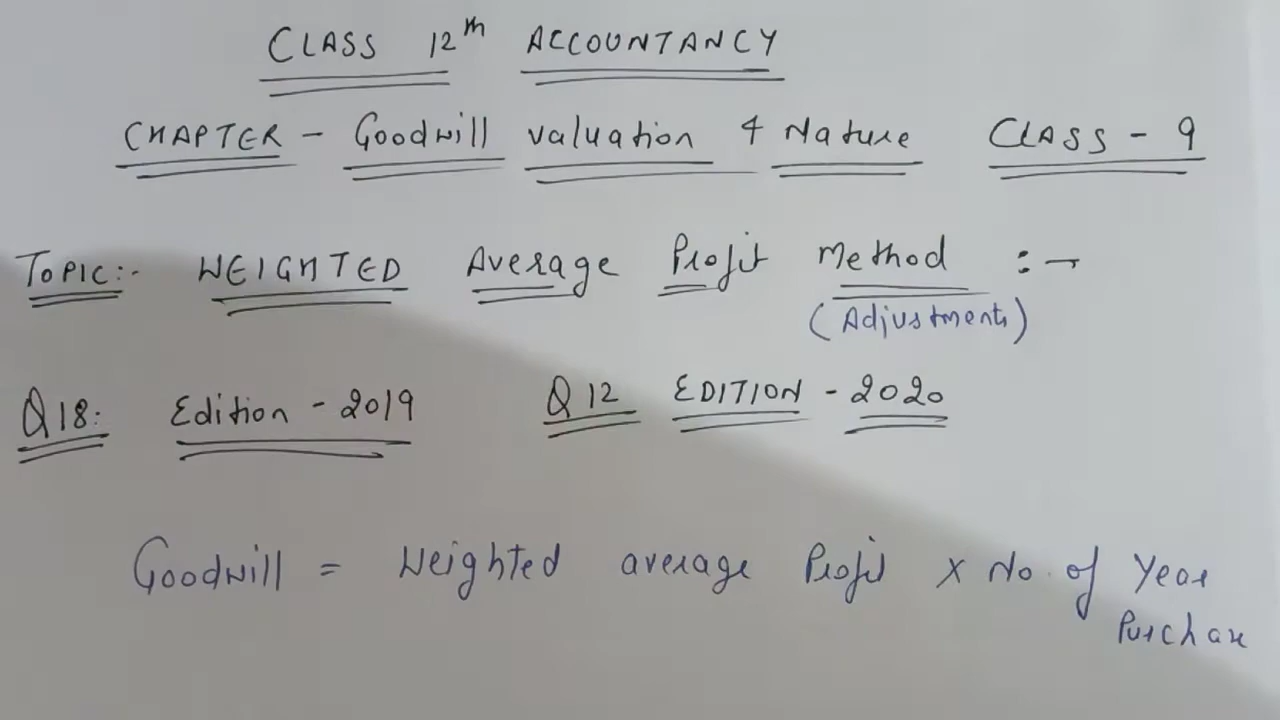 CLASS 12th ACCOUNTANCY
CHAPTER - Goodwill valuation & Nature CLASS - 9
TOPIC:- WEIGHTED Average Profit Method :-
(Adjustments)
Q18: Edition - 2019 Q12 EDITION - 2020
Goodwill = Weighted average Profit X No. of Year
Purchase